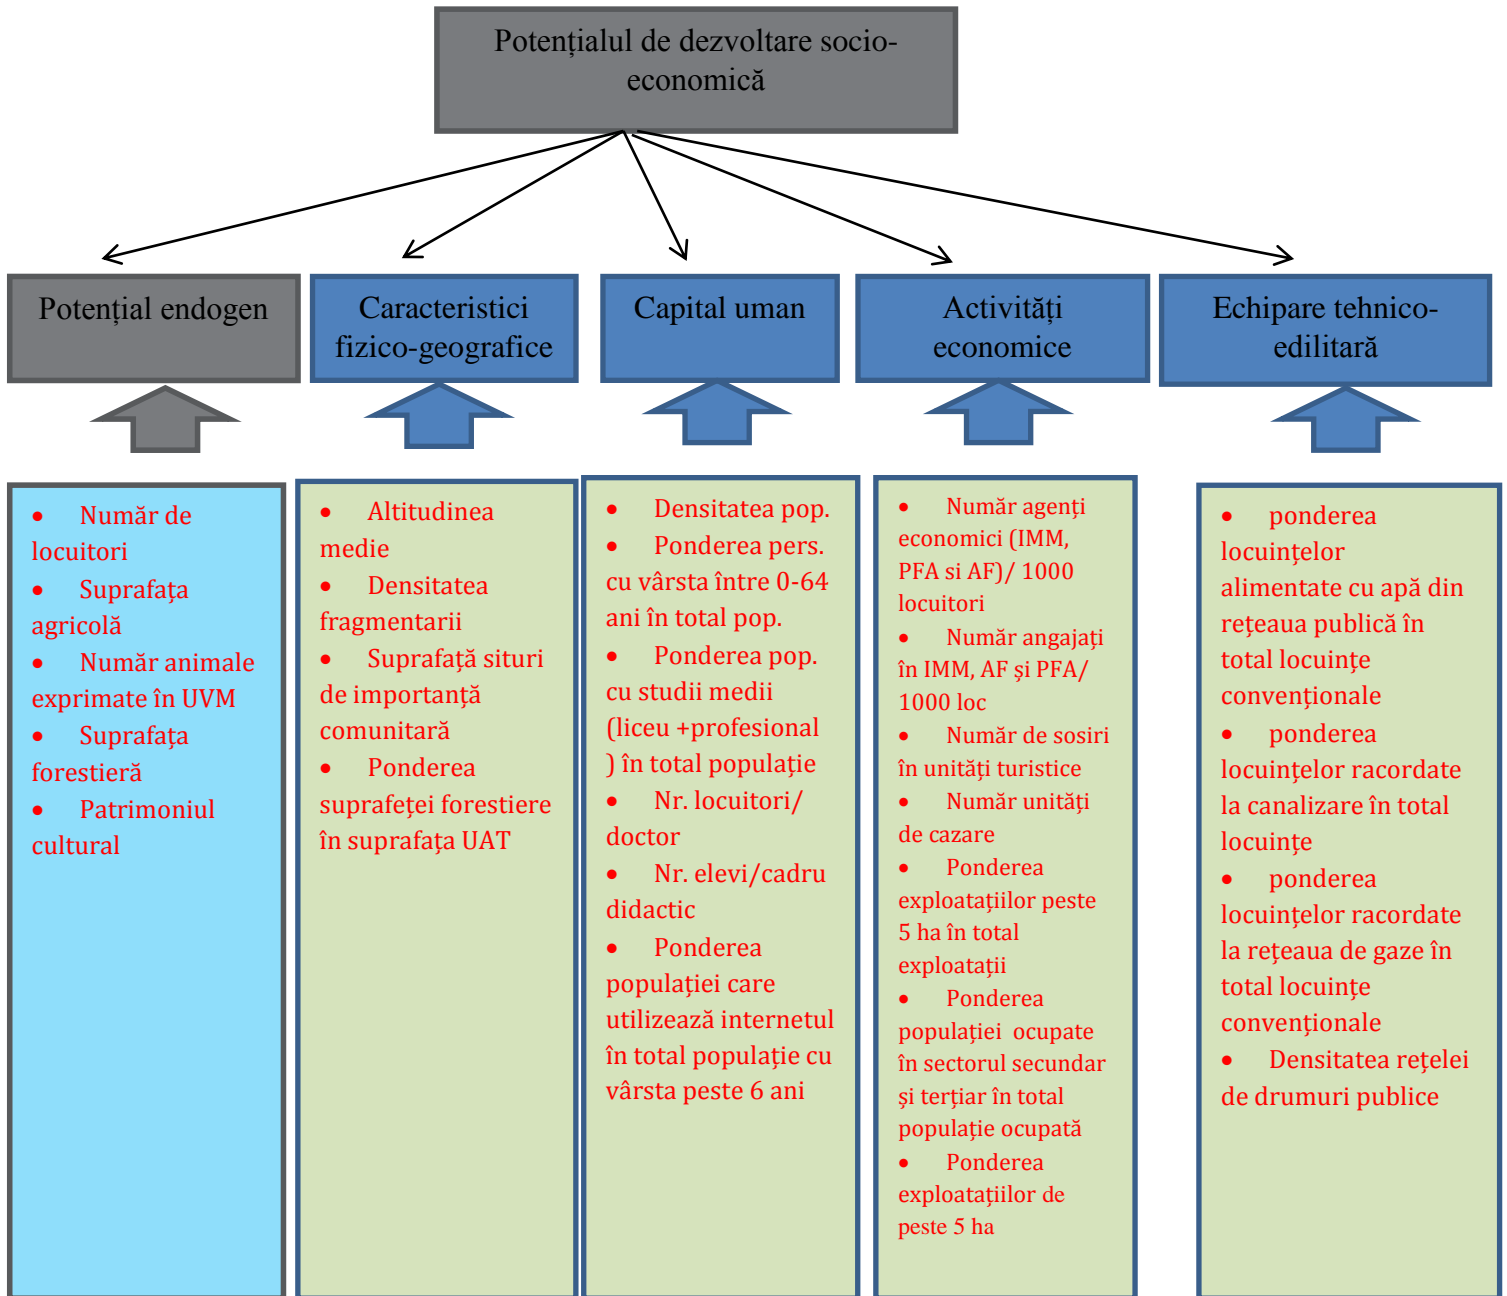 Potențialul de dezvoltare socio-
economică
Potențial endogen
Caracteristici
fizico-geografice
Capital uman
Activități
economice
Echipare tehnico-
edilitară
• Număr de
locuitori
• Suprafața
agricolă
• Număr animale
exprimate în UVM
• Suprafața
forestieră
• Patrimoniul
cultural
• Altitudinea
medie
• Densitatea
fragmentarii
• Suprafață situri
de importanță
comunitară
• Ponderea
suprafeței forestiere
în suprafața UAT
• Densitatea pop.
• Ponderea pers.
cu vârsta între 0-64
ani în total pop.
• Ponderea pop.
cu studii medii
(liceu +profesional
) în total populație
• Nr. locuitori/
doctor
• Nr. elevi/cadru
didactic
• Ponderea
populației care
utilizează internetul
în total populație cu
vârsta peste 6 ani
• Număr agenți
economici (IMM,
PFA si AF)/ 1000
locuitori
• Număr angajați
în IMM, AF și PFA/
1000 loc
• Număr de sosiri
în unități turistice
• Număr unități
de cazare
• Ponderea
exploatațiilor peste
5 ha în total
exploatații
• Ponderea
populației ocupate
în sectorul secundar
și terțiar în total
populație ocupată
• Ponderea
exploatațiilor de
peste 5 ha
• ponderea
locuințelor
alimentate cu apă din
rețeaua publică în
total locuințe
convenționale
• ponderea
locuințelor racordate
la canalizare în total
locuințe
• ponderea
locuințelor racordate
la rețeaua de gaze în
total locuințe
convenționale
• Densitatea rețelei
de drumuri publice